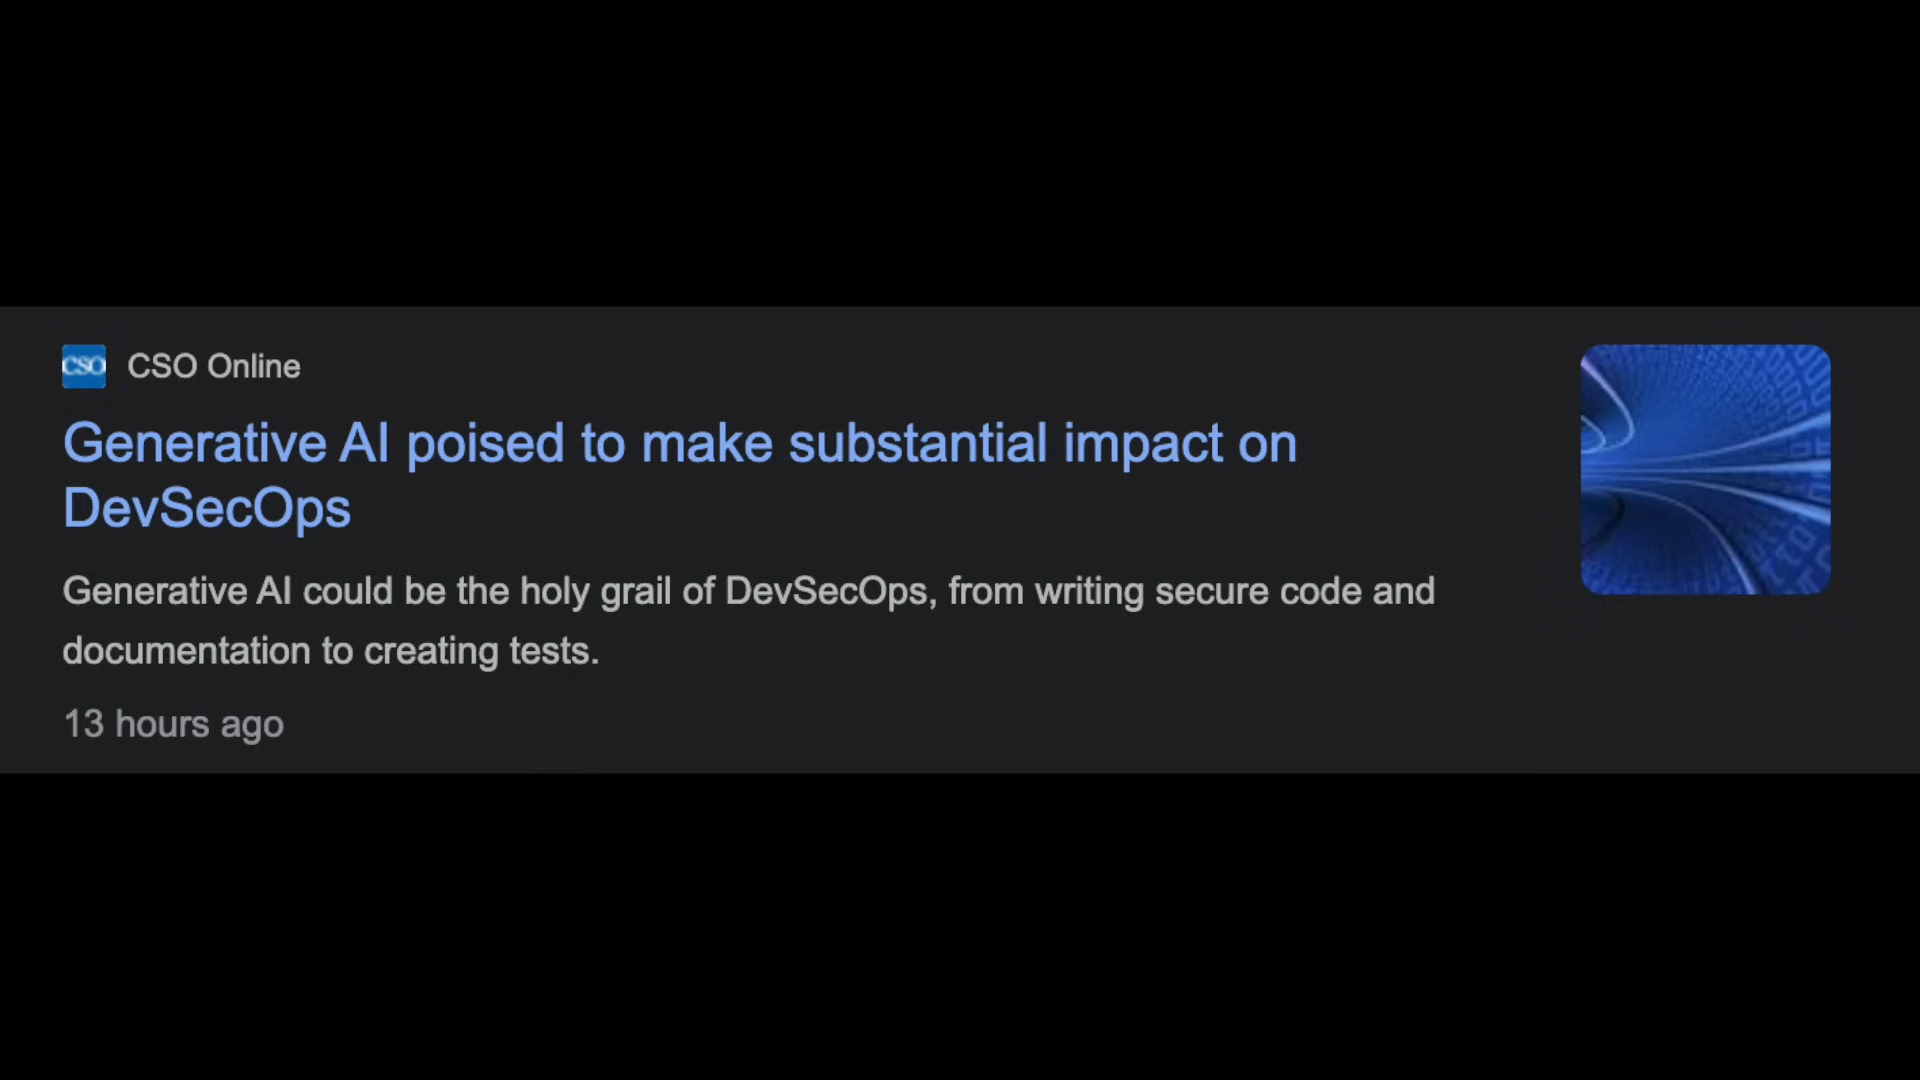 CSO
CSO Online
Generative AI poised to make substantial impact on
DevSecOps
Generative AI could be the holy grail of DevSecOps, from writing secure code and
documentation to creating tests.
13 hours ago